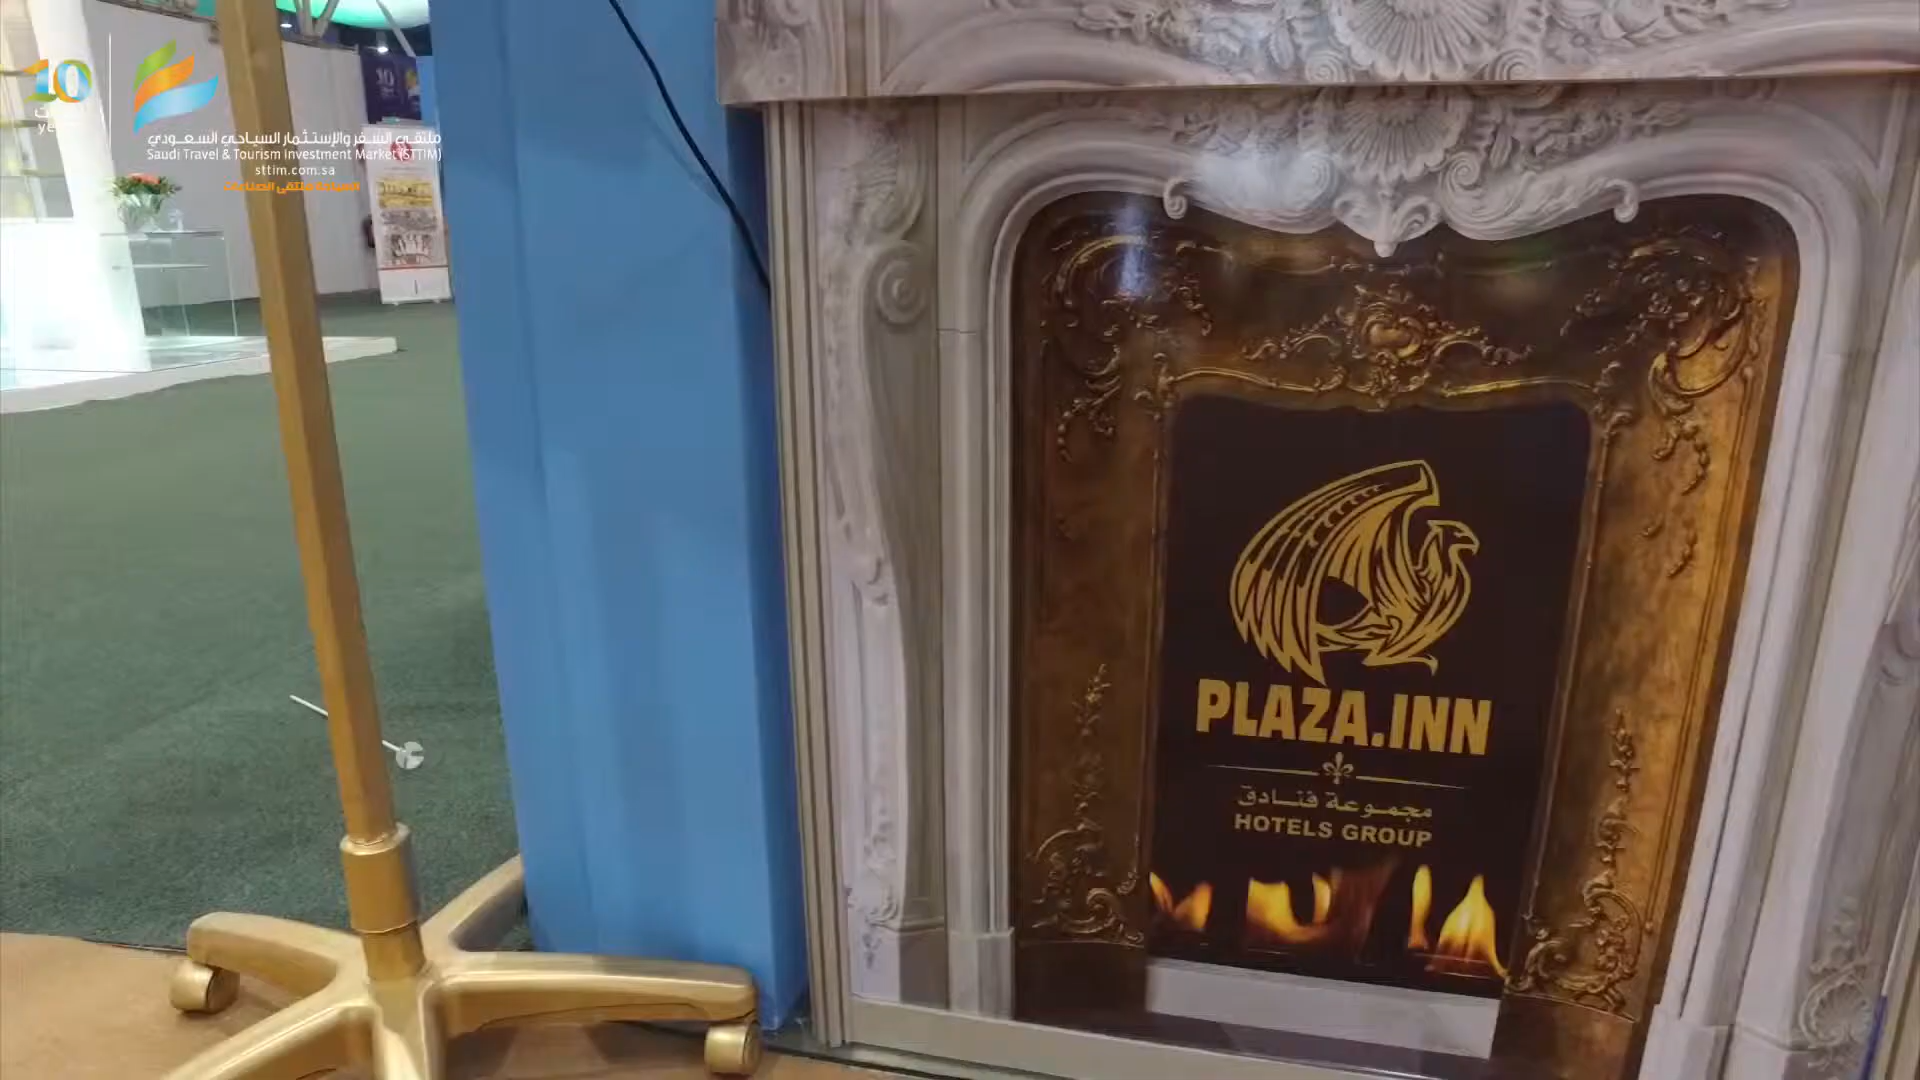 10
ملتقى السفر والإستثمار السياحي السعودي
Saudi Travel & Tourism Investment Market (STTIM)
sttim.com.sa
PLAZA.INN
مجموعة فنادق
HOTELS GROUP